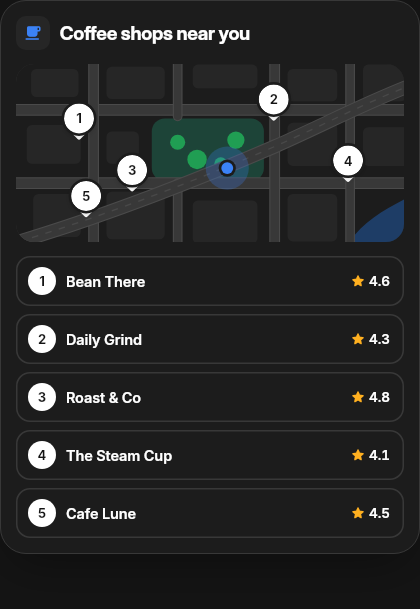 Coffee shops near you
1
2
3
4
5
1 Bean There 4.6
2 Daily Grind 4.3
3 Roast & Co 4.8
4 The Steam Cup 4.1
5 Cafe Lune 4.5